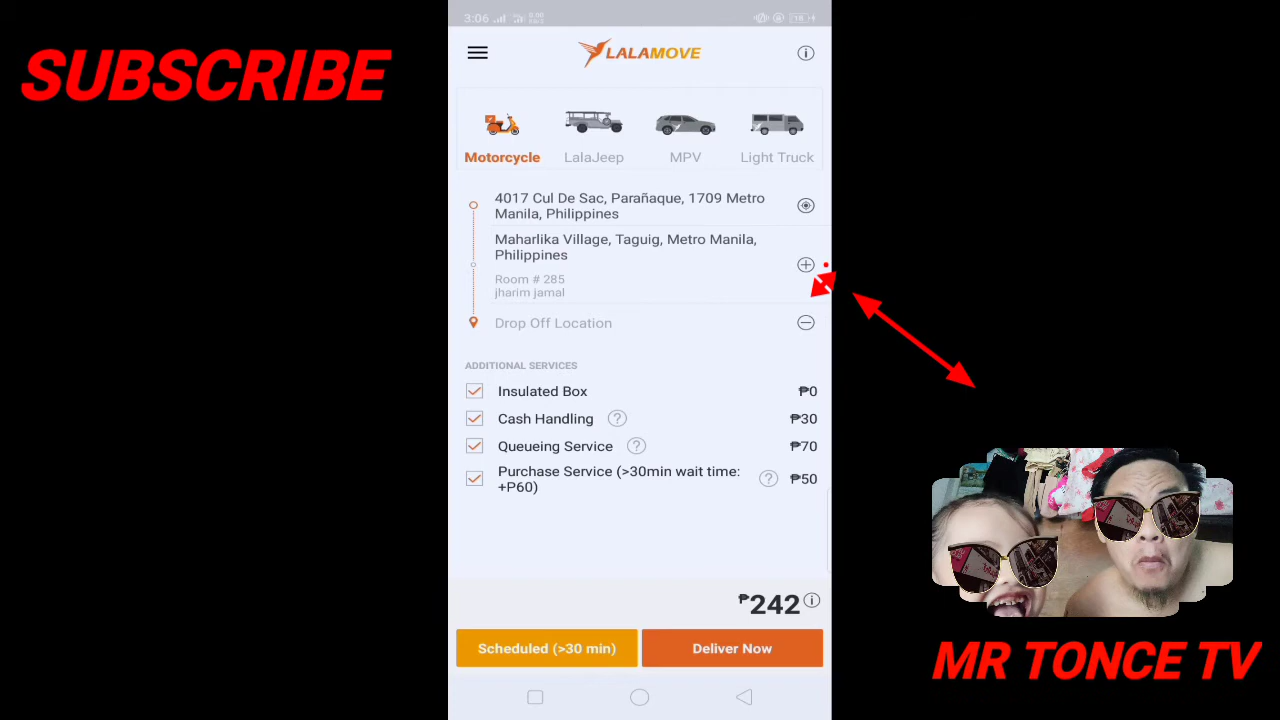 SUBSCRIBE
3:06
LALAMOVE
Motorcycle
LalaJeep
MPV
Light Truck
4017 Cul De Sac, Parañaque, 1709 Metro
Manila, Philippines
Maharlika Village, Taguig, Metro Manila,
Philippines
Room # 285
jharim jamal
Drop Off Location
ADDITIONAL SERVICES
Insulated Box ₱0
Cash Handling ? ₱30
Queueing Service ? ₱70
Purchase Service (>30min wait time:
+P60) ? ₱50
₱242
Scheduled (>30 min)
Deliver Now
MR TONCE TV